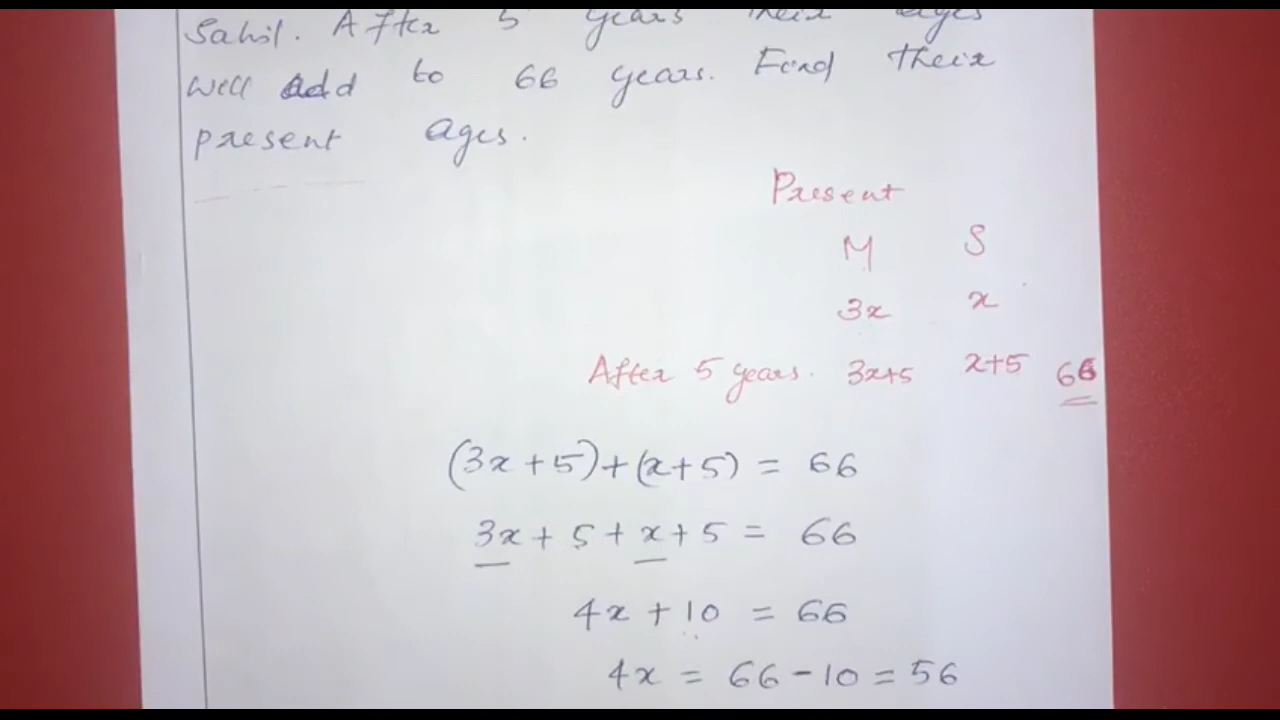 Sahil. After 5 years their ages
will add to 66 years. Find their
present ages.
Present
M S
3x x
After 5 years. 3x+5 x+5 66
(3x+5)+(x+5) = 66
3x + 5 + x + 5 = 66
4x + 10 = 66
4x = 66 - 10 = 56